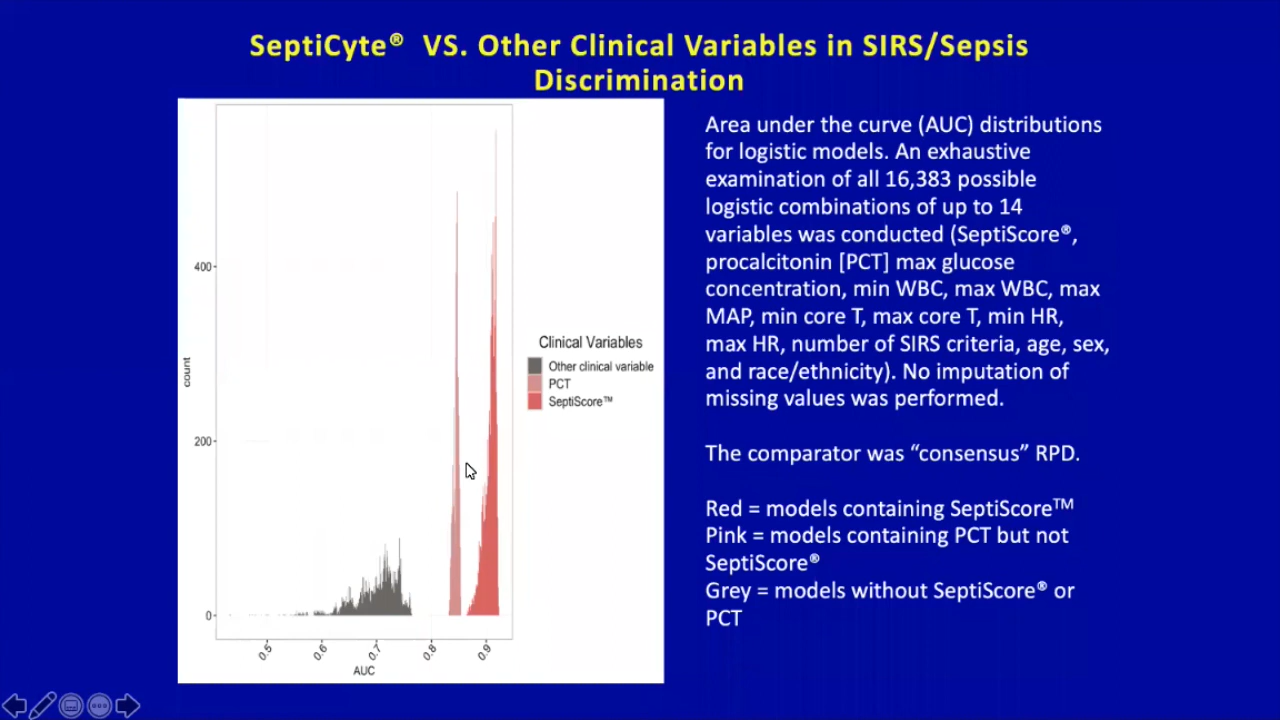 SeptiCyte® VS. Other Clinical Variables in SIRS/Sepsis
Discrimination
400
200
0
count
0.5
0.6
0.7
0.8
0.9
AUC
Clinical Variables
Other clinical variable
PCT
SeptiScore™
Area under the curve (AUC) distributions
for logistic models. An exhaustive
examination of all 16,383 possible
logistic combinations of up to 14
variables was conducted (SeptiScore®,
procalcitonin [PCT] max glucose
concentration, min WBC, max WBC, max
MAP, min core T, max core T, min HR,
max HR, number of SIRS criteria, age, sex,
and race/ethnicity). No imputation of
missing values was performed.
The comparator was “consensus” RPD.
Red = models containing SeptiScore™
Pink = models containing PCT but not
SeptiScore®
Grey = models without SeptiScore® or
PCT